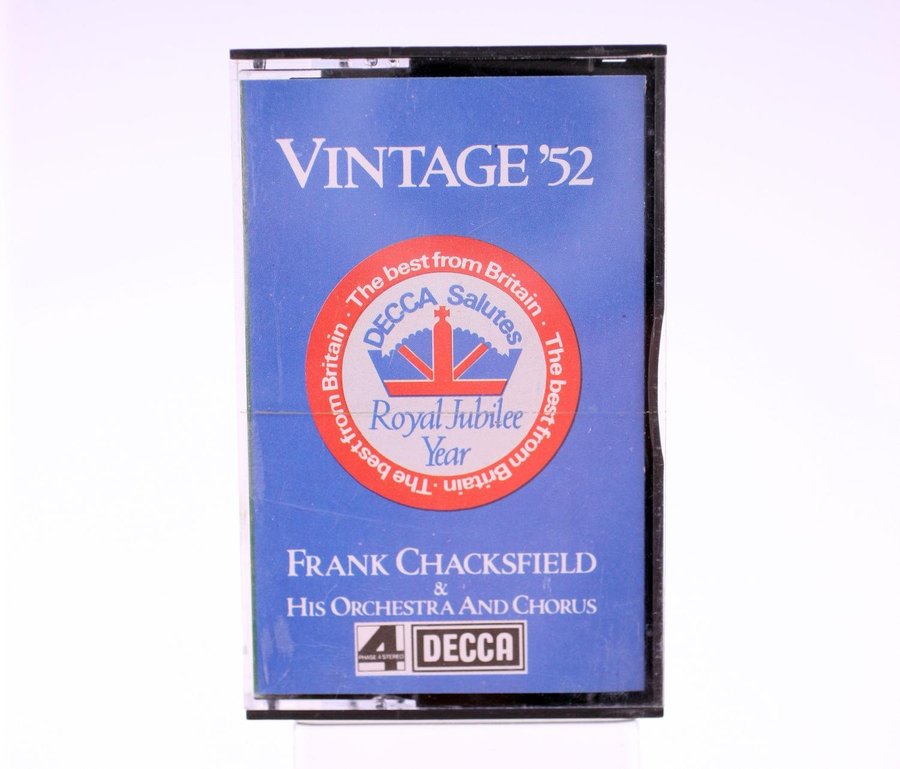 VINTAGE '52
The best from Britain · The best from Britain · The best from Britain ·
DECCA Salutes
Royal Jubilee
Year
FRANK CHACKSFIELD
&
HIS ORCHESTRA AND CHORUS
4
PHASE 4 STEREO
DECCA